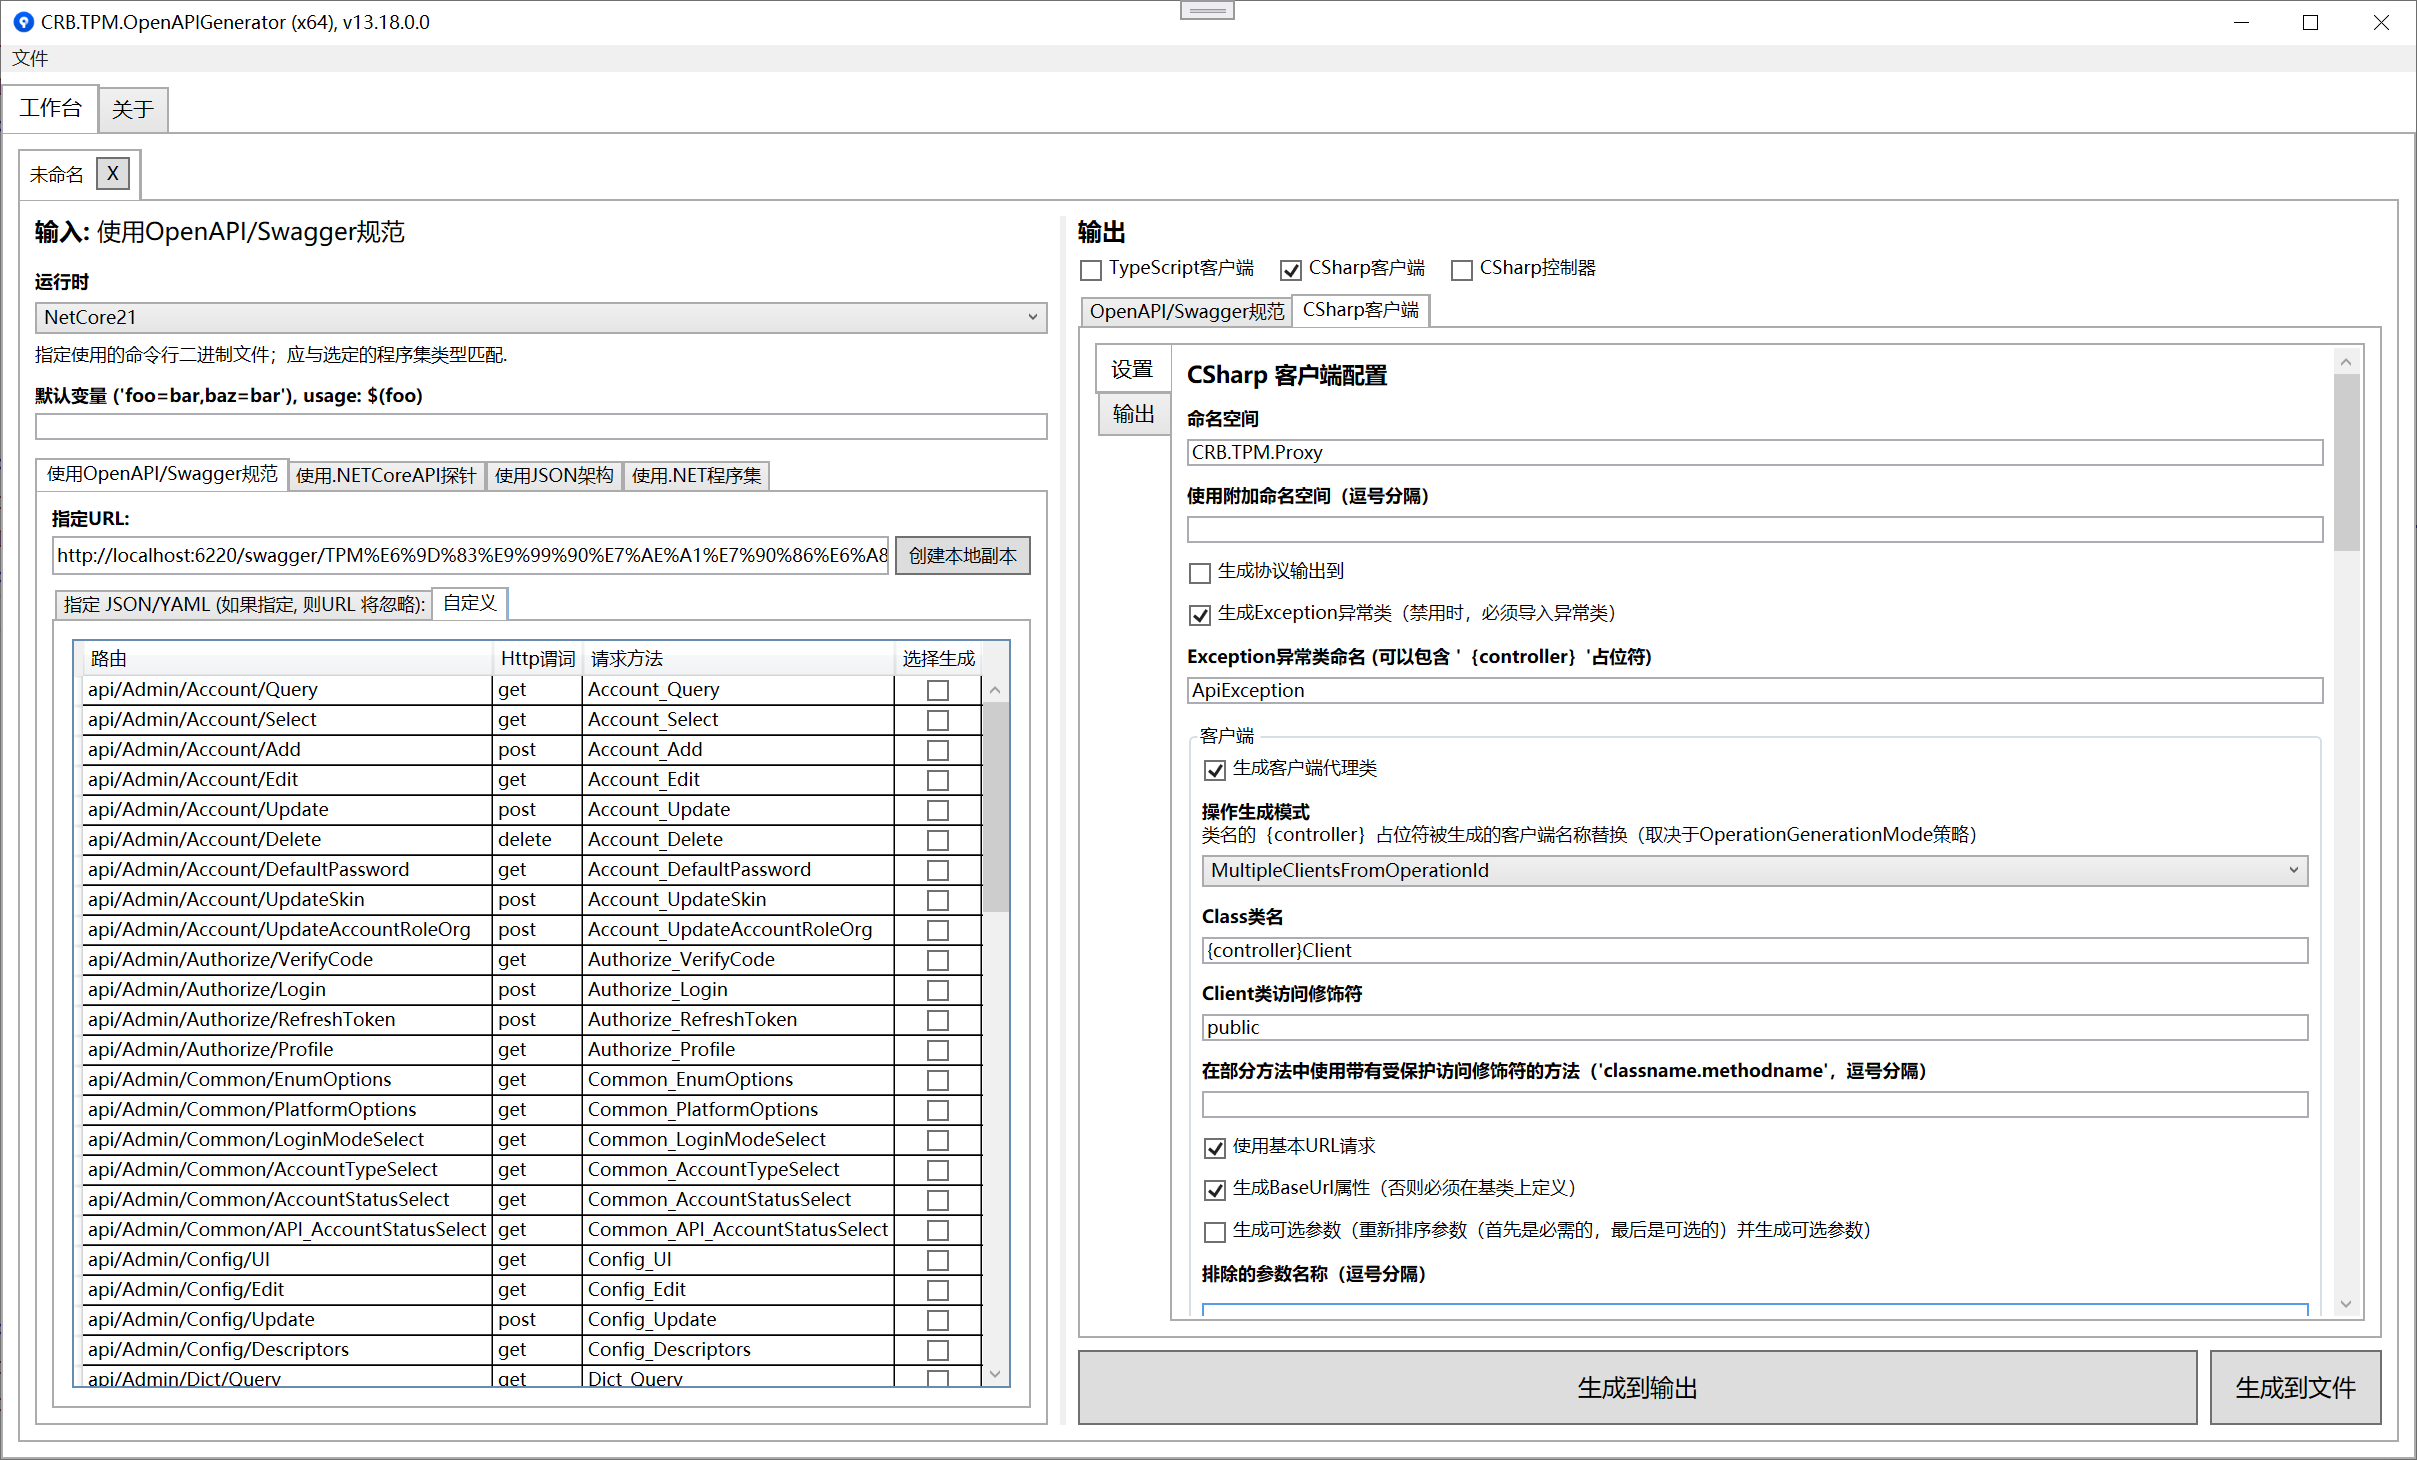 CRB.TPM.OpenAPIGenerator (x64), v13.18.0.0
文件
工作台 关于
未命名 X
输入: 使用OpenAPI/Swagger规范
运行时
NetCore21
指定使用的命令行二进制文件；应与选定的程序集类型匹配.
默认变量 ('foo=bar,baz=bar'), usage: $(foo)
使用OpenAPI/Swagger规范 使用.NETCoreAPI探针 使用JSON架构 使用.NET程序集
指定URL:
http://localhost:6220/swagger/TPM%E6%9D%83%E9%99%90%E7%AE%A1%E7%90%86%E6%A8 创建本地副本
指定 JSON/YAML (如果指定, 则URL 将忽略): 自定义
路由 Http谓词 请求方法 选择生成
api/Admin/Account/Query get Account_Query
api/Admin/Account/Select get Account_Select
api/Admin/Account/Add post Account_Add
api/Admin/Account/Edit get Account_Edit
api/Admin/Account/Update post Account_Update
api/Admin/Account/Delete delete Account_Delete
api/Admin/Account/DefaultPassword get Account_DefaultPassword
api/Admin/Account/UpdateSkin post Account_UpdateSkin
api/Admin/Account/UpdateAccountRoleOrg post Account_UpdateAccountRoleOrg
api/Admin/Authorize/VerifyCode get Authorize_VerifyCode
api/Admin/Authorize/Login post Authorize_Login
api/Admin/Authorize/RefreshToken post Authorize_RefreshToken
api/Admin/Authorize/Profile get Authorize_Profile
api/Admin/Common/EnumOptions get Common_EnumOptions
api/Admin/Common/PlatformOptions get Common_PlatformOptions
api/Admin/Common/LoginModeSelect get Common_LoginModeSelect
api/Admin/Common/AccountTypeSelect get Common_AccountTypeSelect
api/Admin/Common/AccountStatusSelect get Common_AccountStatusSelect
api/Admin/Common/API_AccountStatusSelect get Common_API_AccountStatusSelect
api/Admin/Config/UI get Config_UI
api/Admin/Config/Edit get Config_Edit
api/Admin/Config/Update post Config_Update
api/Admin/Config/Descriptors get Config_Descriptors
api/Admin/Dict/Query get Dict_Query
输出
TypeScript客户端 CSharp客户端 CSharp控制器
OpenAPI/Swagger规范 CSharp客户端
设置
输出
CSharp 客户端配置
命名空间
CRB.TPM.Proxy
使用附加命名空间（逗号分隔）
生成协议输出到
生成Exception异常类（禁用时，必须导入异常类）
Exception异常类命名 (可以包含 '｛controller｝'占位符)
ApiException
客户端
生成客户端代理类
操作生成模式
类名的｛controller｝占位符被生成的客户端名称替换（取决于OperationGenerationMode策略）
MultipleClientsFromOperationId
Class类名
{controller}Client
Client类访问修饰符
public
在部分方法中使用带有受保护访问修饰符的方法（'classname.methodname'，逗号分隔）
使用基本URL请求
生成BaseUrl属性（否则必须在基类上定义）
生成可选参数（重新排序参数（首先是必需的，最后是可选的）并生成可选参数）
排除的参数名称（逗号分隔）
生成到输出 生成到文件